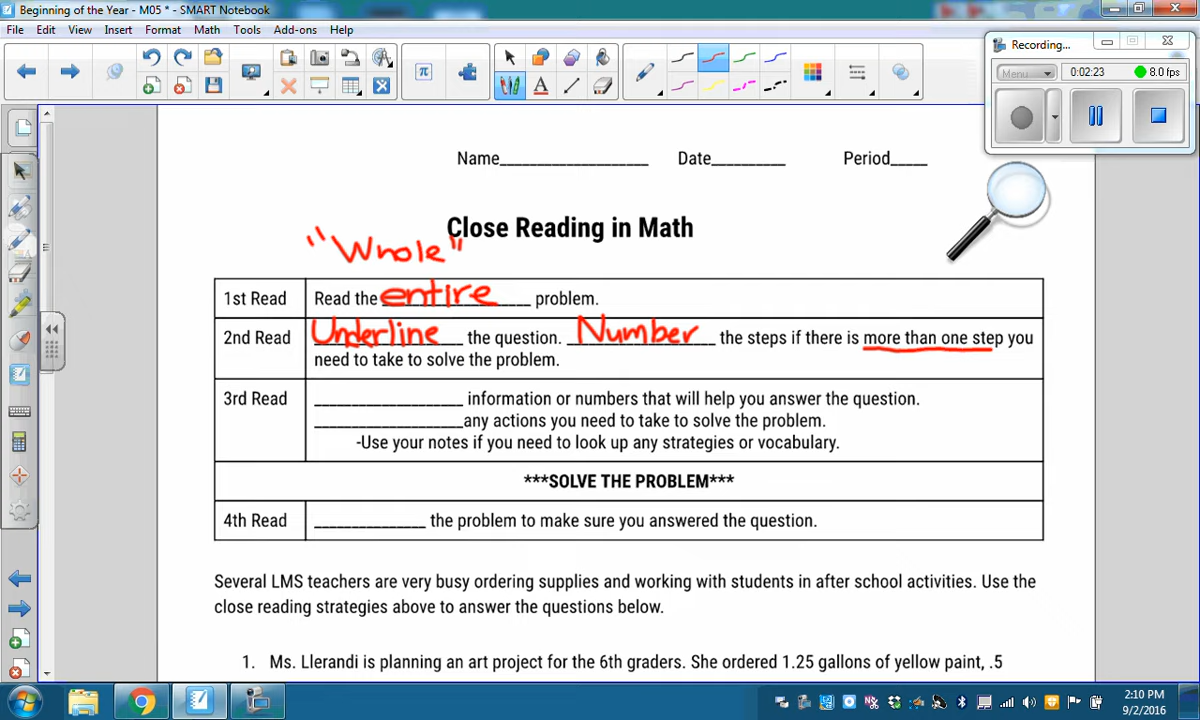 Beginning of the Year - M05 * - SMART Notebook
File Edit View Insert Format Math Tools Add-ons Help
Recording...
Menu 0:02:23 8.0 fps
Name____________________ Date__________ Period_____
Close Reading in Math
"Whole"
1st Read Read the entire problem.
2nd Read Underline the question. Number the steps if there is more than one step you
need to take to solve the problem.
3rd Read ____________________ information or numbers that will help you answer the question.
____________________any actions you need to take to solve the problem.
-Use your notes if you need to look up any strategies or vocabulary.
***SOLVE THE PROBLEM***
4th Read _______________ the problem to make sure you answered the question.
Several LMS teachers are very busy ordering supplies and working with students in after school activities. Use the
close reading strategies above to answer the questions below.
1. Ms. Llerandi is planning an art project for the 6th graders. She ordered 1.25 gallons of yellow paint, .5
2:10 PM
9/2/2016